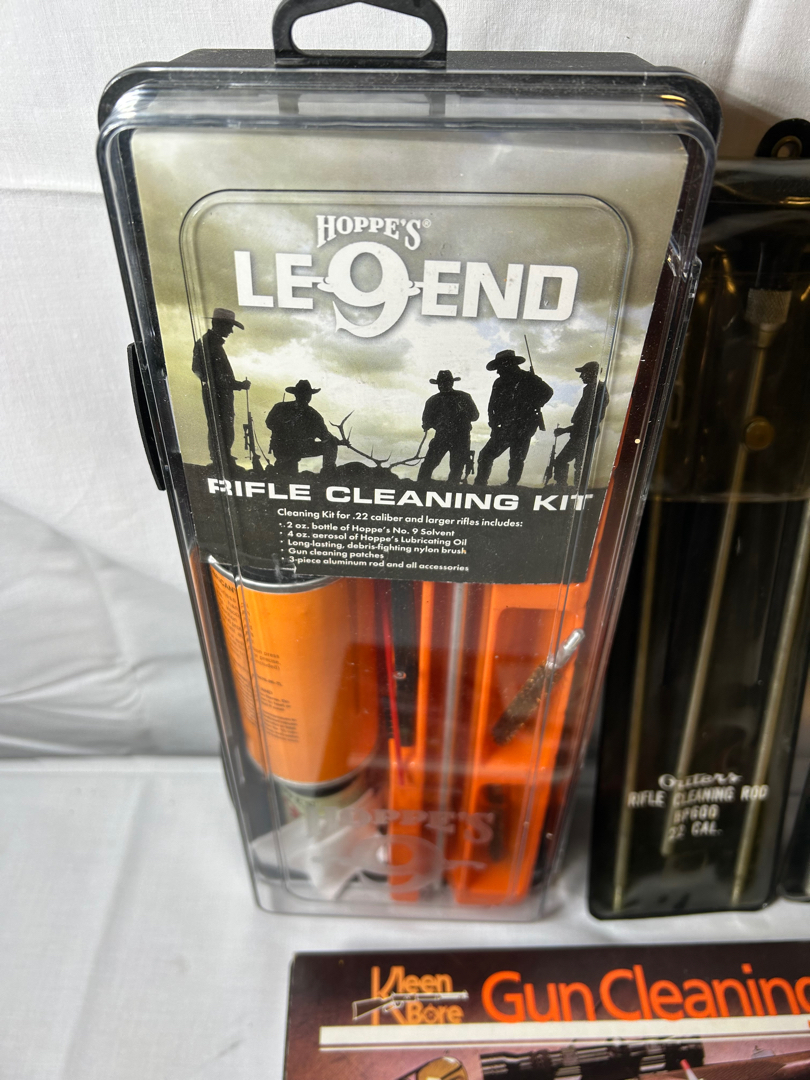 HOPPE'S®
LE9END
RIFLE CLEANING KIT
Cleaning Kit for .22 caliber and larger rifles includes:
• 2 oz. bottle of Hoppe's No. 9 Solvent
• 4 oz. aerosol of Hoppe's Lubricating Oil
• Long-lasting, debris-fighting nylon brush
• Gun cleaning patches
• 3-piece aluminum rod and all accessories
HOPPE'S
9
Outers
RIFLE CLEANING ROD
22 CAL.
Kleen
Bore
Gun Cleaning